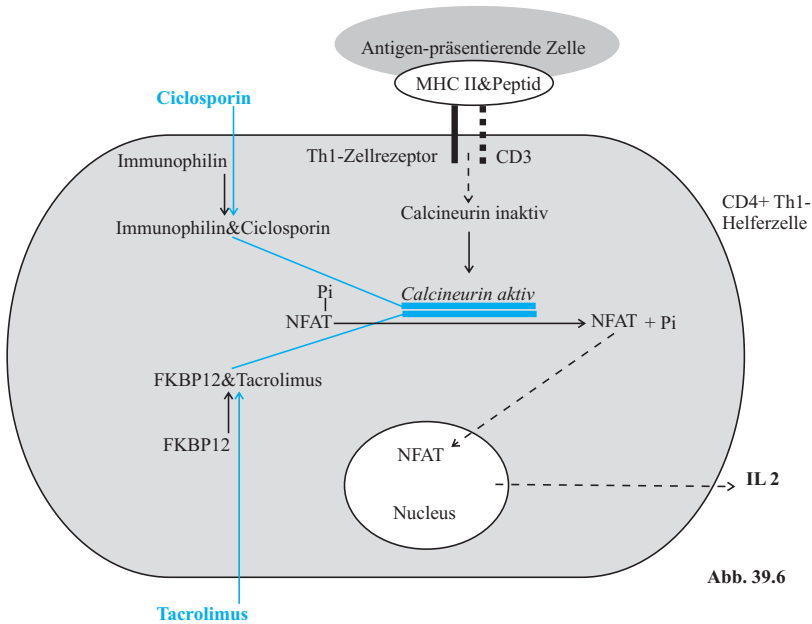 Antigen-präsentierende Zelle
MHC II&Peptid
Ciclosporin
Th1-Zellrezeptor
CD3
Immunophilin
CD4+ Th1-
Helferzelle
Calcineurin inaktiv
Immunophilin&Ciclosporin
Pi
Calcineurin aktiv
NFAT
NFAT + Pi
FKBP12&Tacrolimus
FKBP12
NFAT
IL 2
Nucleus
Abb. 39.6
Tacrolimus